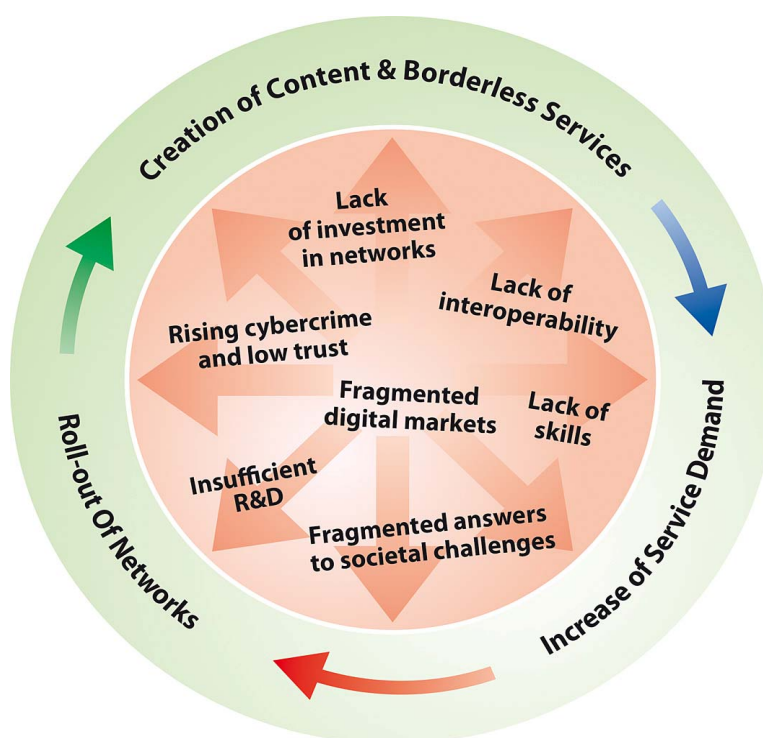 Creation of Content & Borderless Services
Lack
of investment
in networks
Lack of
interoperability
Rising cybercrime
and low trust
Fragmented
digital markets
Lack of
skills
Insufficient
R&D
Fragmented answers
to societal challenges
Increase of Service Demand
Roll-out Of Networks